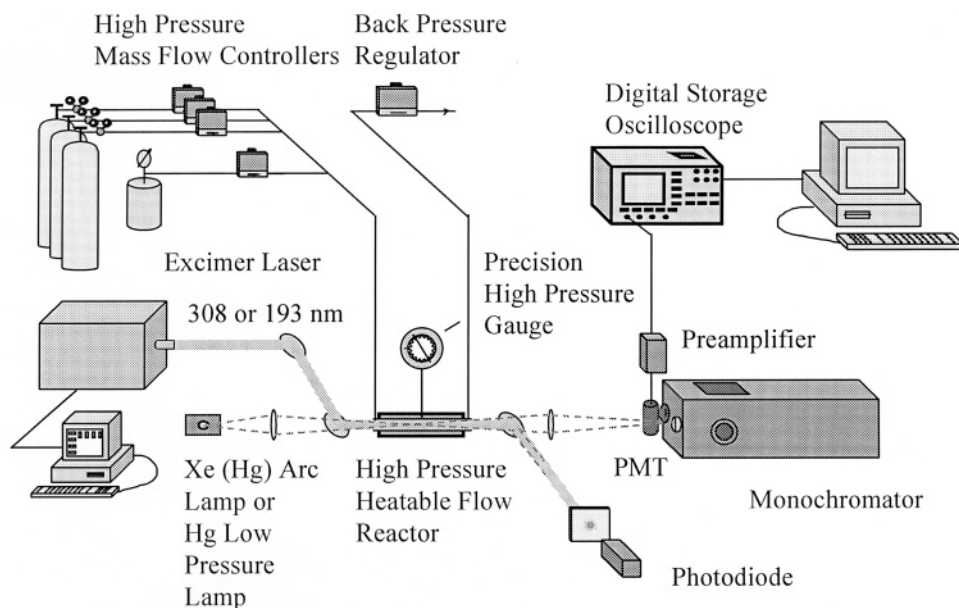 High Pressure
Mass Flow Controllers
Back Pressure
Regulator
Digital Storage
Oscilloscope
Excimer Laser
308 or 193 nm
Precision
High Pressure
Gauge
Preamplifier
Xe (Hg) Arc
Lamp or
Hg Low
Pressure
Lamp
High Pressure
Heatable Flow
Reactor
PMT
Monochromator
Photodiode